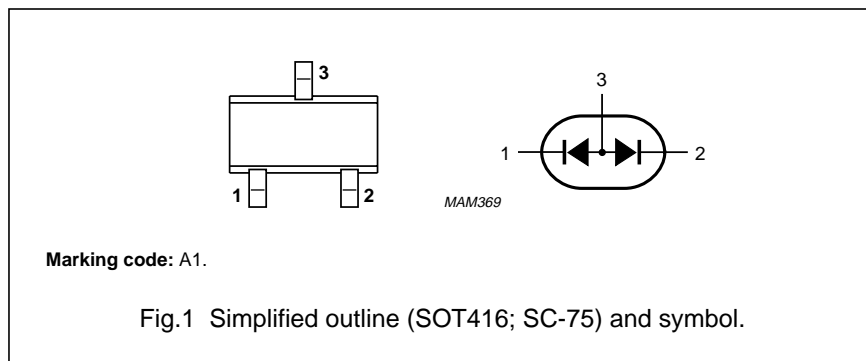 3
1
2
3
1
2
MAM369
Marking code: A1.
Fig.1 Simplified outline (SOT416; SC-75) and symbol.